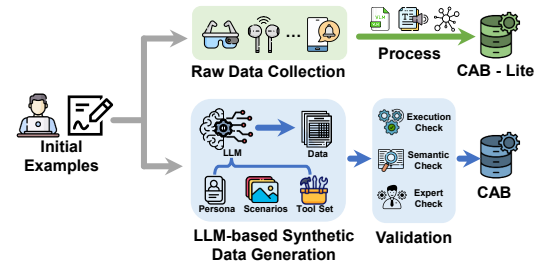 VLM
Raw Data Collection
Process
CAB - Lite
Initial
Examples
LLM
Data
Persona
Scenarios
Tool Set
LLM-based Synthetic
Data Generation
Execution
Check
Semantic
Check
Expert
Check
Validation
CAB